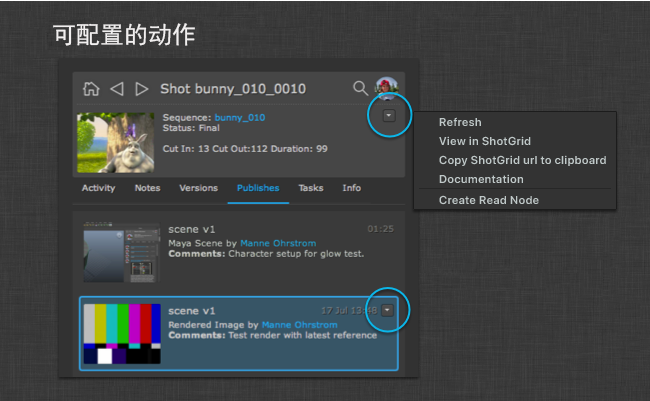 可配置的动作
Shot bunny_010_0010
Sequence: bunny_010
Status: Final
Cut In: 13 Cut Out:112 Duration: 99
Refresh
View in ShotGrid
Copy ShotGrid url to clipboard
Documentation
Create Read Node
Activity Notes Versions Publishes Tasks Info
scene v1 01:25
Maya Scene by Manne Ohrstrom
Comments: Character setup for glow test.
scene v1 17 Jul 13:48
Rendered Image by Manne Ohrstrom
Comments: Test render with latest reference